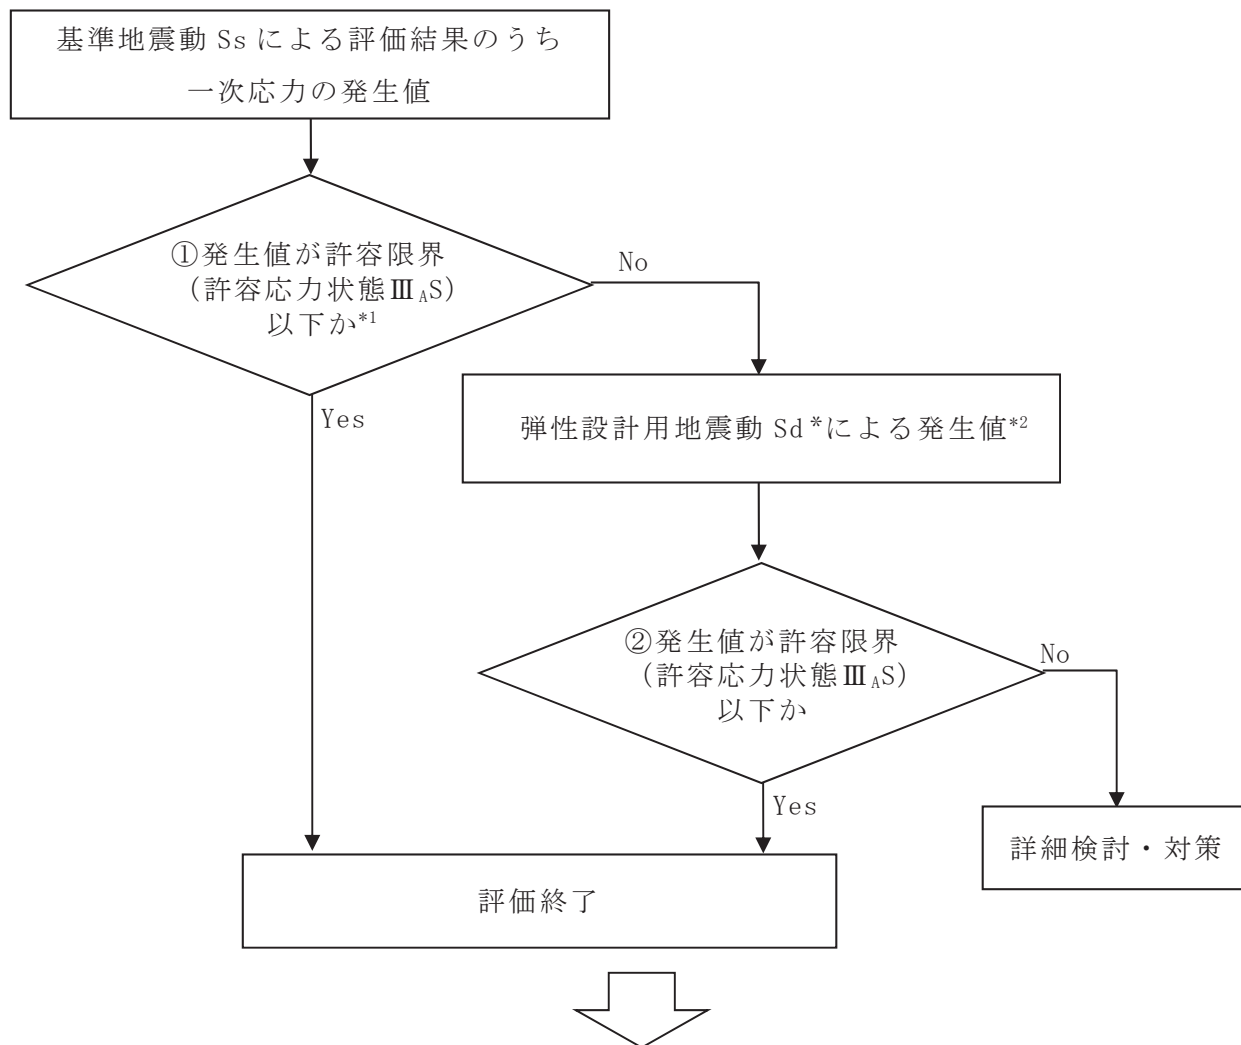 基準地震動 Ss による評価結果のうち
一次応力の発生値
①発生値が許容限界
（許容応力状態ⅢAS）
以下か*1
No
Yes
弾性設計用地震動 Sd*による発生値*2
②発生値が許容限界
（許容応力状態ⅢAS）
以下か
No
Yes
詳細検討・対策
評価終了